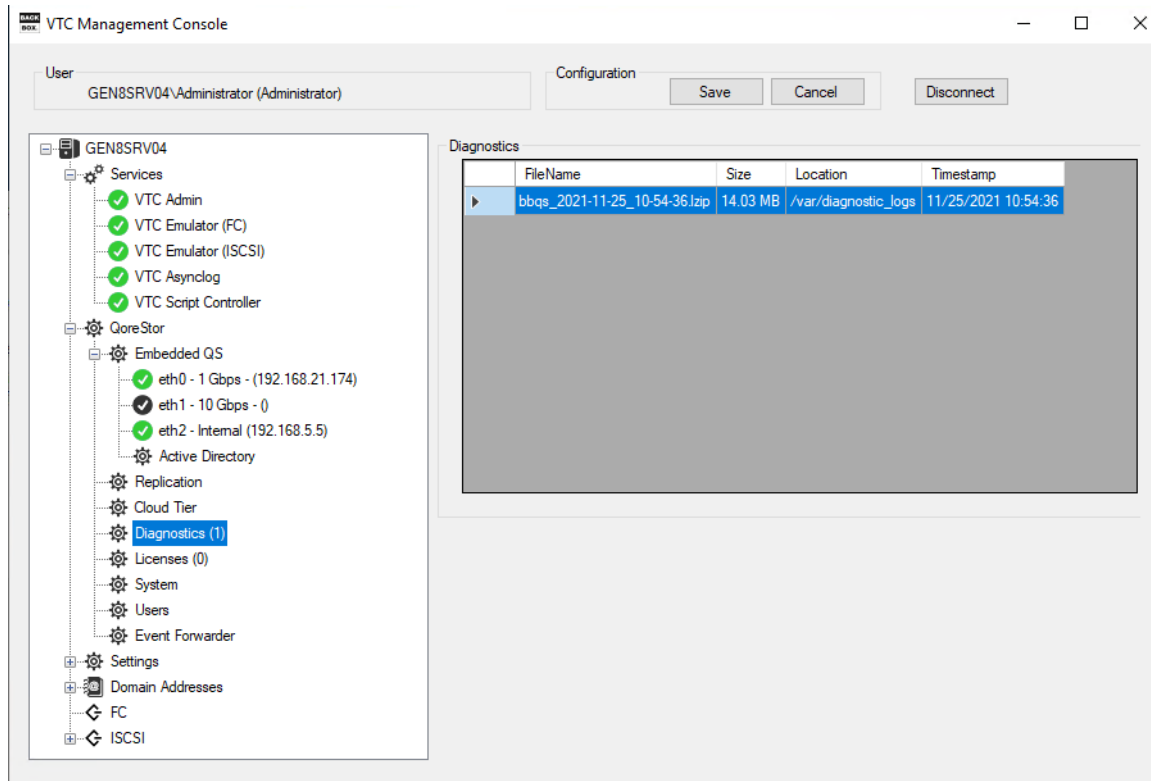 BACK
BOX.
VTC Management Console
User
GEN8SRV04\Administrator (Administrator)
Configuration
Save
Cancel
Disconnect
GEN8SRV04
Services
VTC Admin
VTC Emulator (FC)
VTC Emulator (ISCSI)
VTC Asynclog
VTC Script Controller
QoreStor
Embedded QS
eth0 - 1 Gbps - (192.168.21.174)
eth1 - 10 Gbps - ()
eth2 - Internal (192.168.5.5)
Active Directory
Replication
Cloud Tier
Diagnostics (1)
Licenses (0)
System
Users
Event Forwarder
Settings
Domain Addresses
FC
ISCSI
Diagnostics
FileName Size Location Timestamp
bbqs_2021-11-25_10-54-36.lzip 14.03 MB /var/diagnostic_logs 11/25/2021 10:54:36